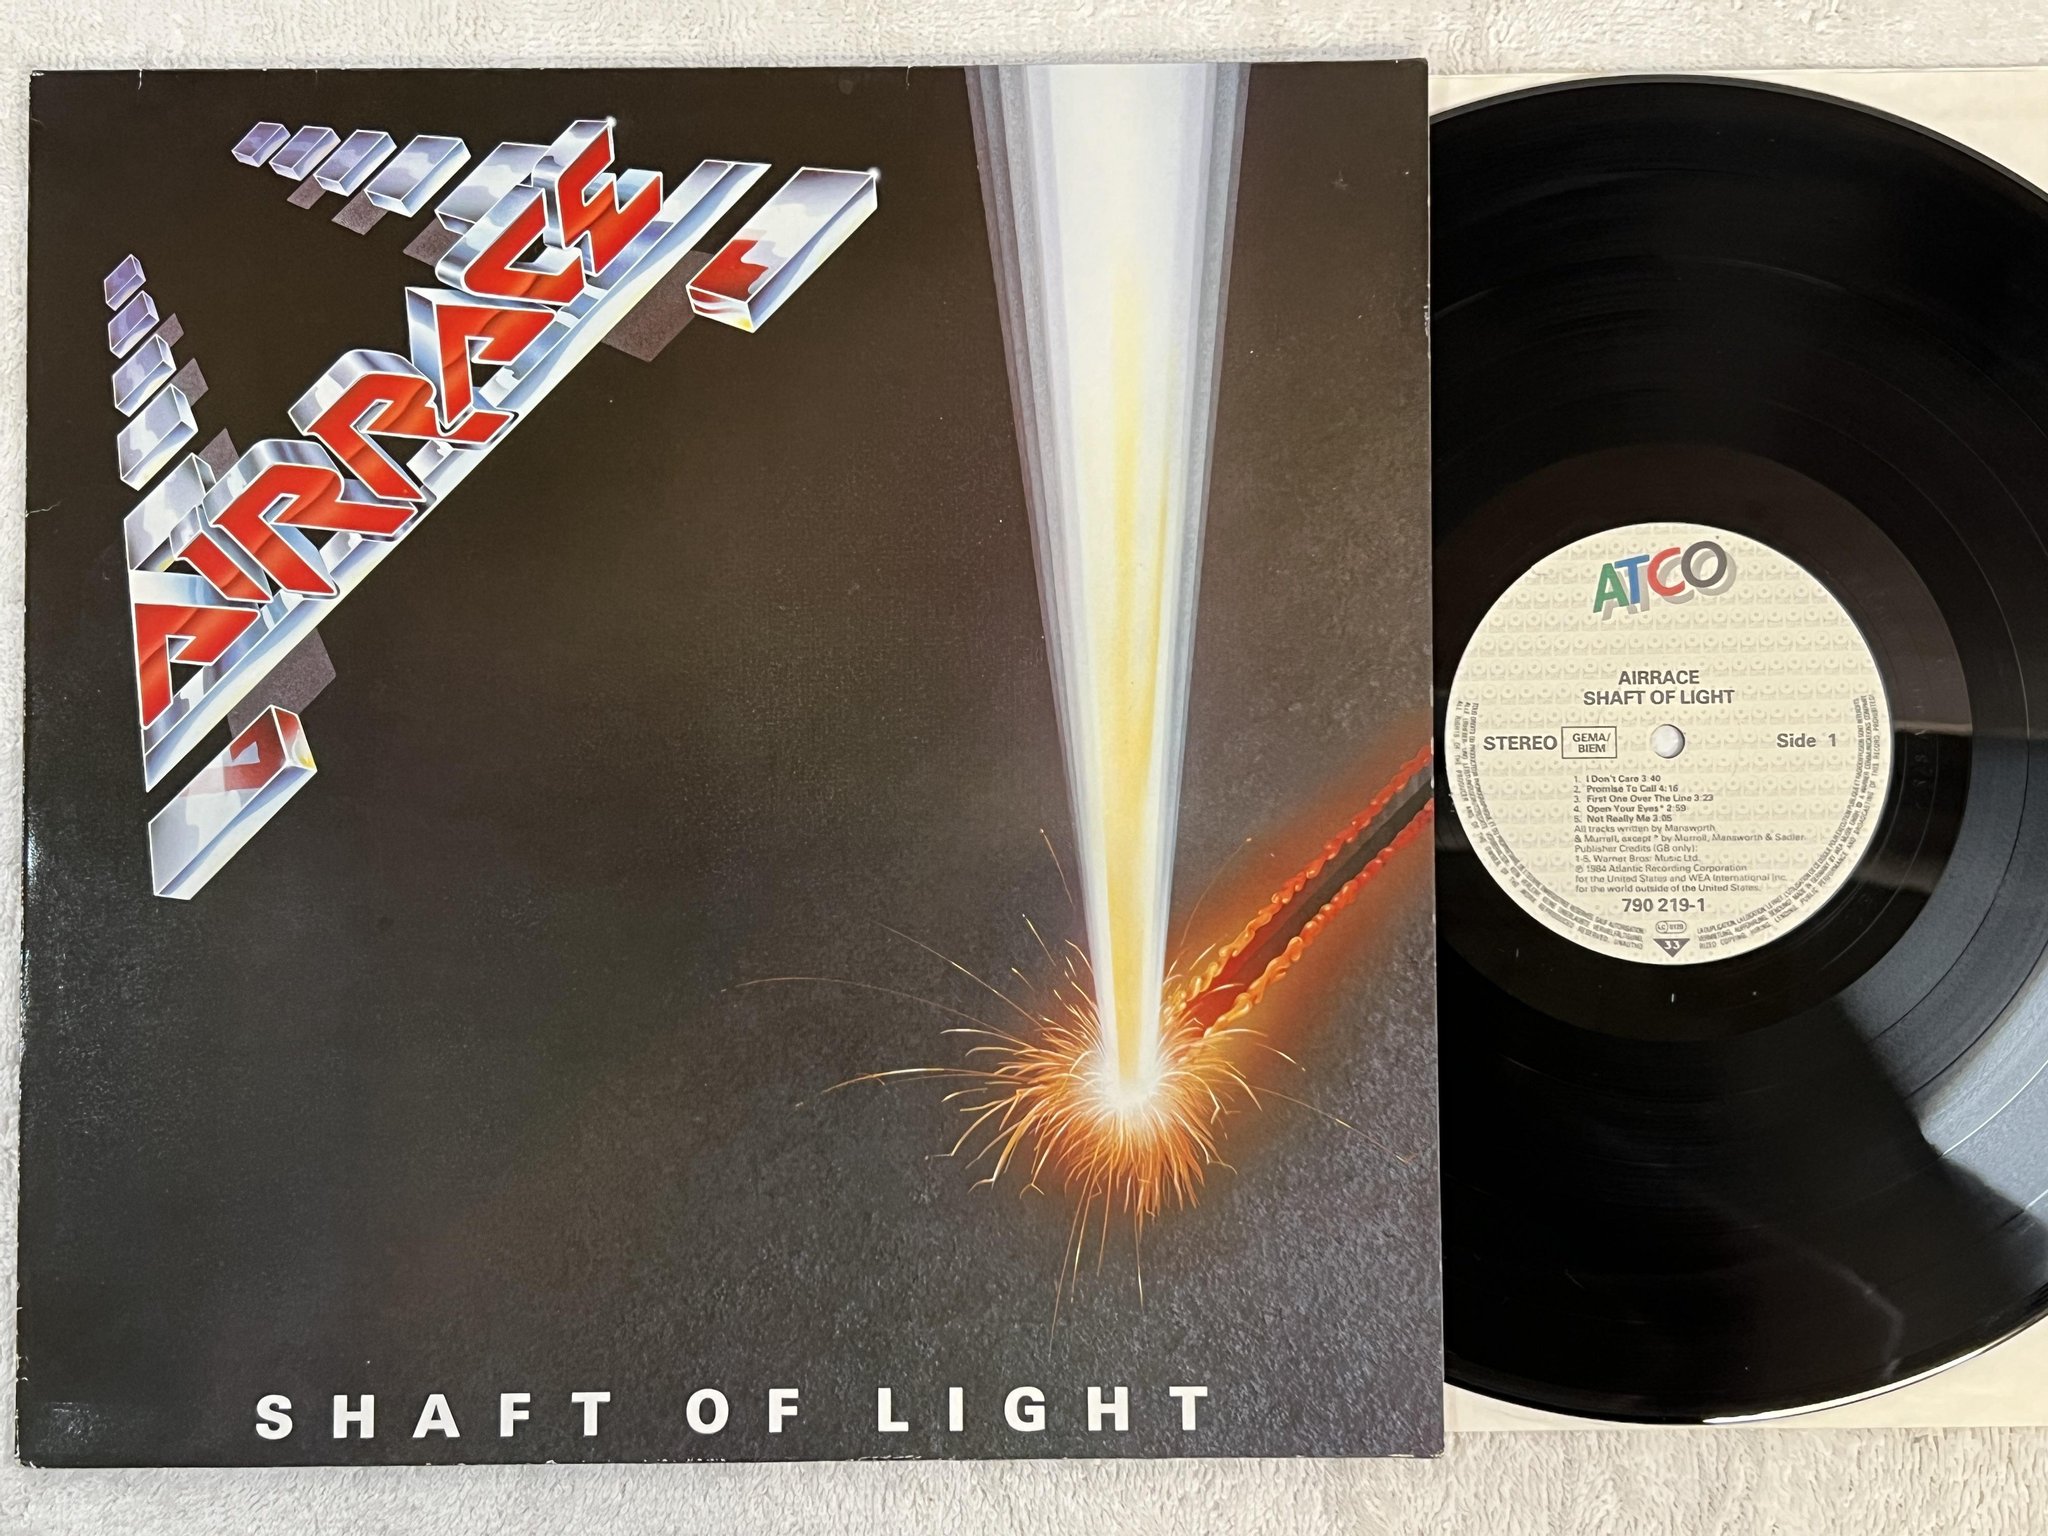 AIRRACE
SHAFT OF LIGHT
ATCO
AIRRACE
SHAFT OF LIGHT
STEREO
GEMA/
BIEM
Side 1
1. I Don't Care 3:40
2. Promise To Call 4:16
3. First One Over The Line 3:23
4. Open Your Eyes* 2:59
5. Not Really Me 3:05
All tracks written by Mansworth
& Murrell, except * by Murrell, Mansworth & Sadler.
Publisher Credits (GB only):
1-5. Warner Bros. Music Ltd.
℗ 1984 Atlantic Recording Corporation
for the United States and WEA International Inc.
for the world outside of the United States.
790 219-1
LC 0129
33